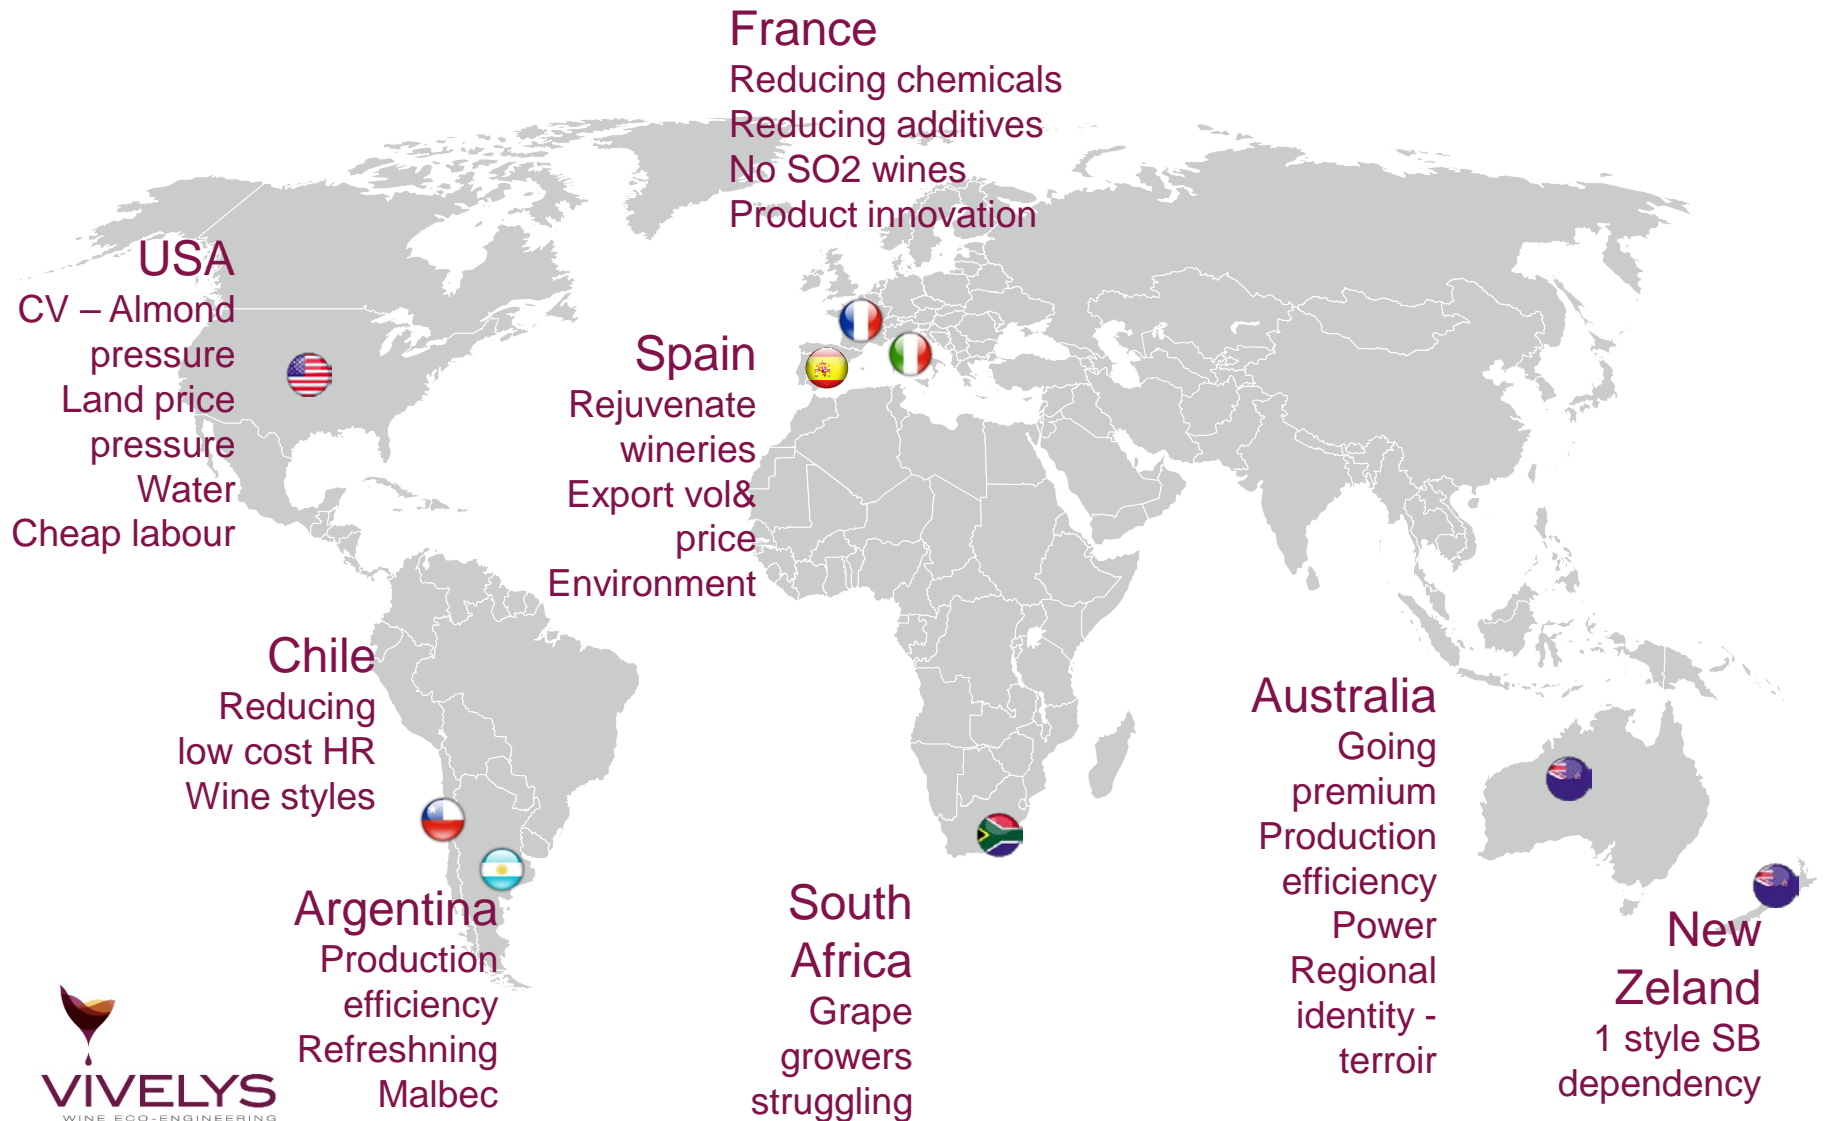 France
Reducing chemicals
Reducing additives
No SO2 wines
Product innovation
USA
CV – Almond
pressure
Land price
pressure
Water
Cheap labour
Spain
Rejuvenate
wineries
Export vol&
price
Environment
Chile
Reducing
low cost HR
Wine styles
Argentina
Production
efficiency
Refreshning
Malbec
South
Africa
Grape
growers
struggling
Australia
Going
premium
Production
efficiency
Power
Regional
identity -
terroir
New
Zeland
1 style SB
dependency
VIVELYS
WINE ECO-ENGINEERING